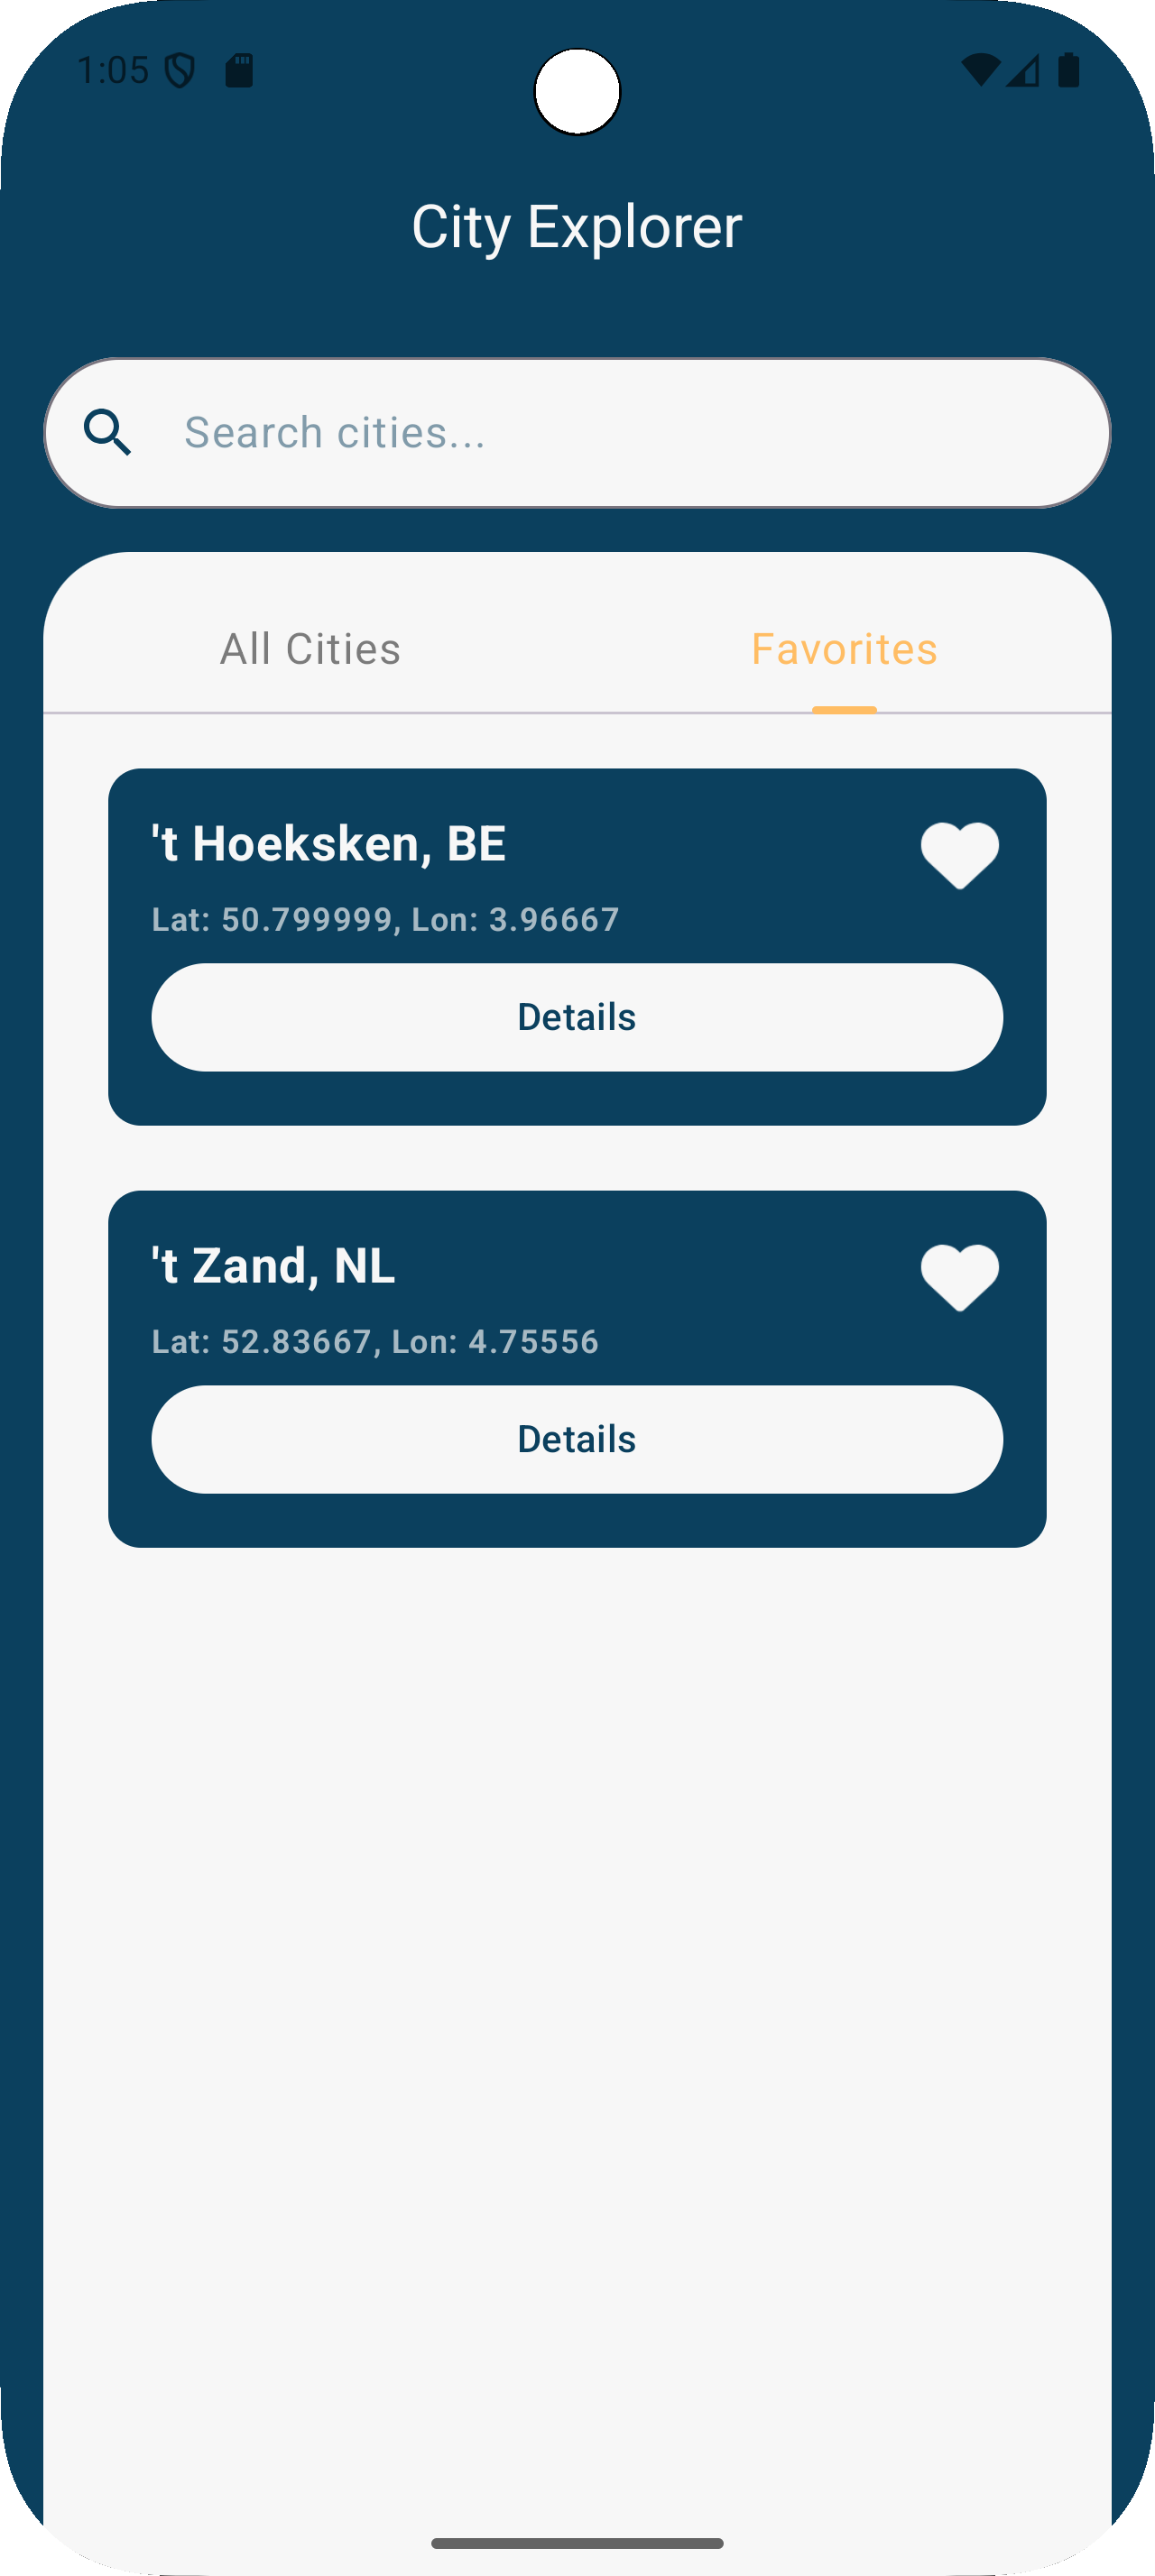 1:05
City Explorer
Search cities...
All Cities Favorites
't Hoeksken, BE
Lat: 50.799999, Lon: 3.96667
Details
't Zand, NL
Lat: 52.83667, Lon: 4.75556
Details